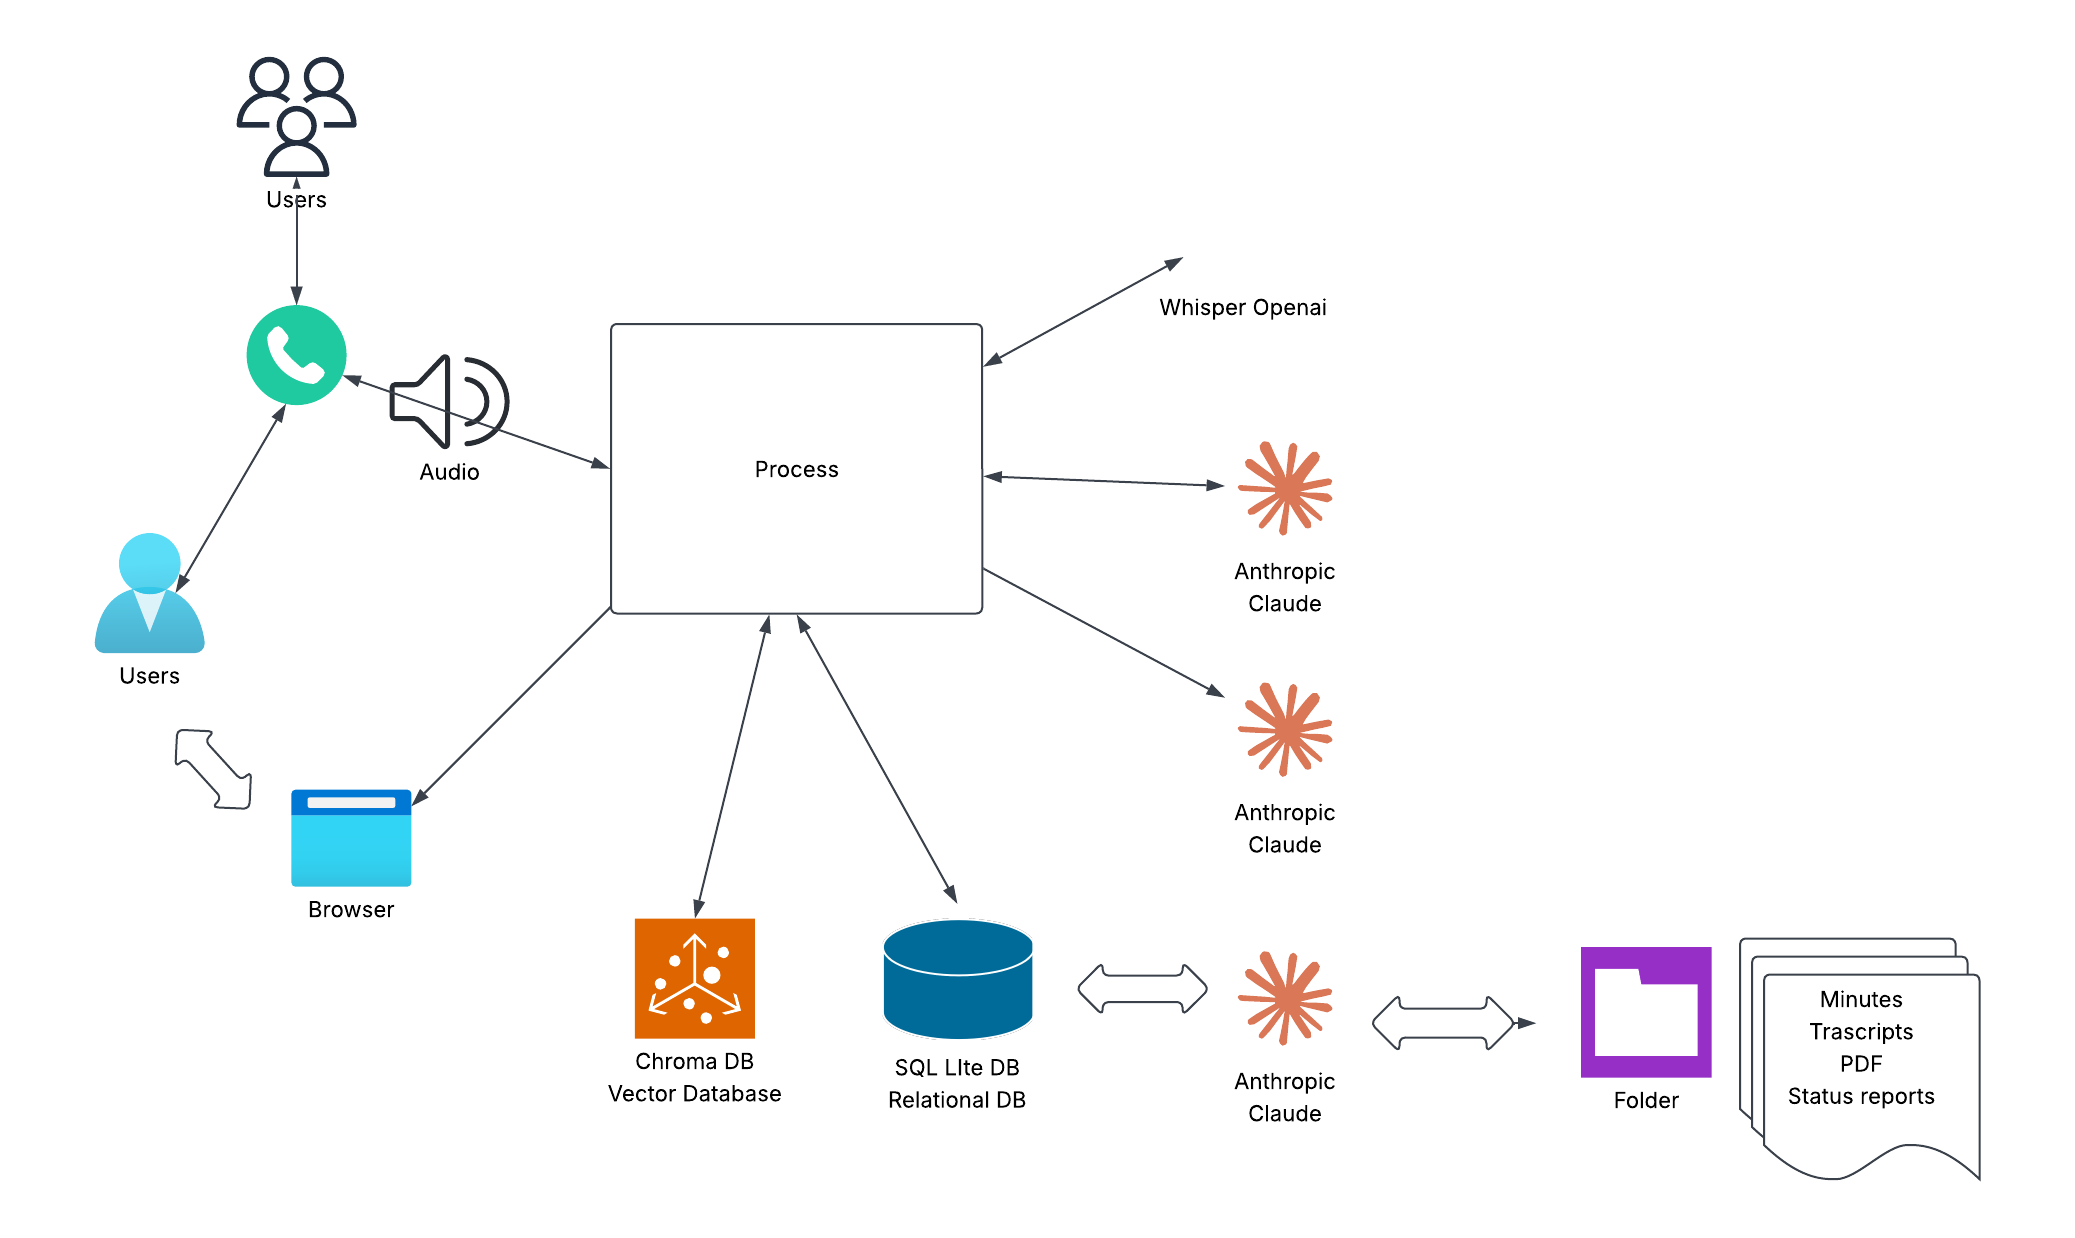 Users
Whisper Openai
Process
Audio
Anthropic
Claude
Users
Anthropic
Claude
Browser
Chroma DB
Vector Database
SQL LIte DB
Relational DB
Anthropic
Claude
Folder
Minutes
Trascripts
PDF
Status reports